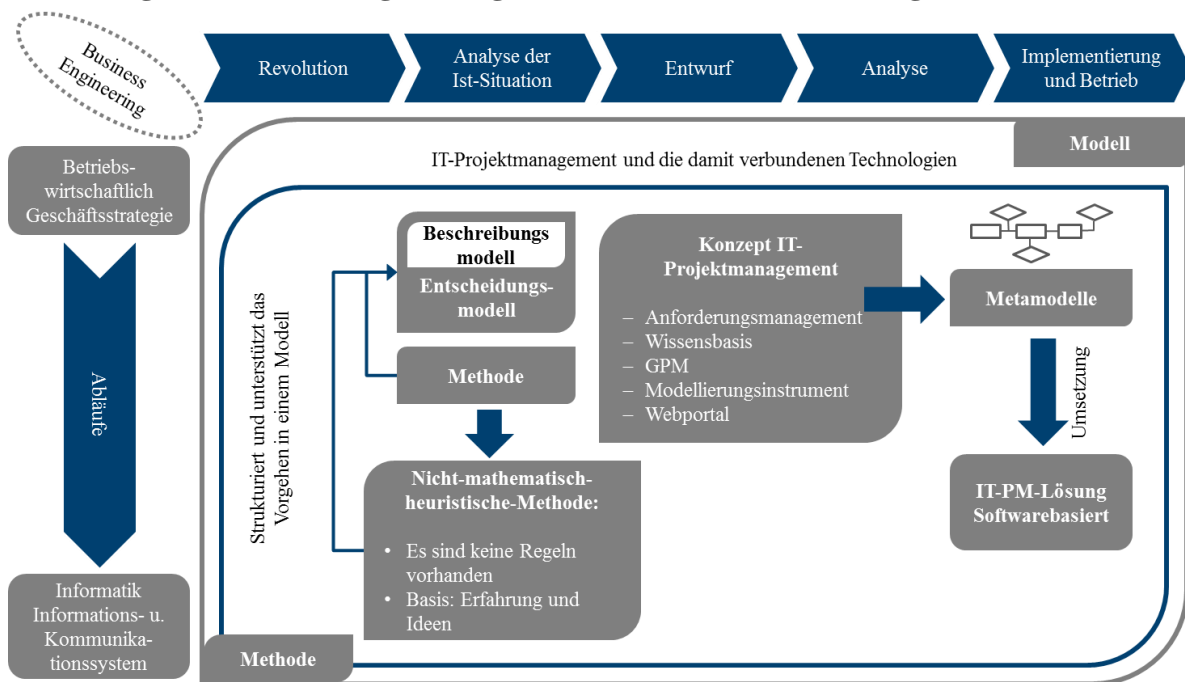 Business
Engineering
Revolution
Analyse der
Ist-Situation
Entwurf
Analyse
Implementierung
und Betrieb
Betriebs-
wirtschaftlich
Geschäftsstrategie
Abläufe
Informatik
Informations- u.
Kommunika-
tionssystem
Modell
IT-Projektmanagement und die damit verbundenen Technologien
Strukturiert und unterstützt das
Vorgehen in einem Modell
Beschreibungs
modell
Entscheidungs-
modell
Methode
Nicht-mathematisch-
heuristische-Methode:
• Es sind keine Regeln
vorhanden
• Basis: Erfahrung und
Ideen
Konzept IT-
Projektmanagement
– Anforderungsmanagement
– Wissensbasis
– GPM
– Modellierungsinstrument
– Webportal
Metamodelle
Umsetzung
IT-PM-Lösung
Softwarebasiert
Methode